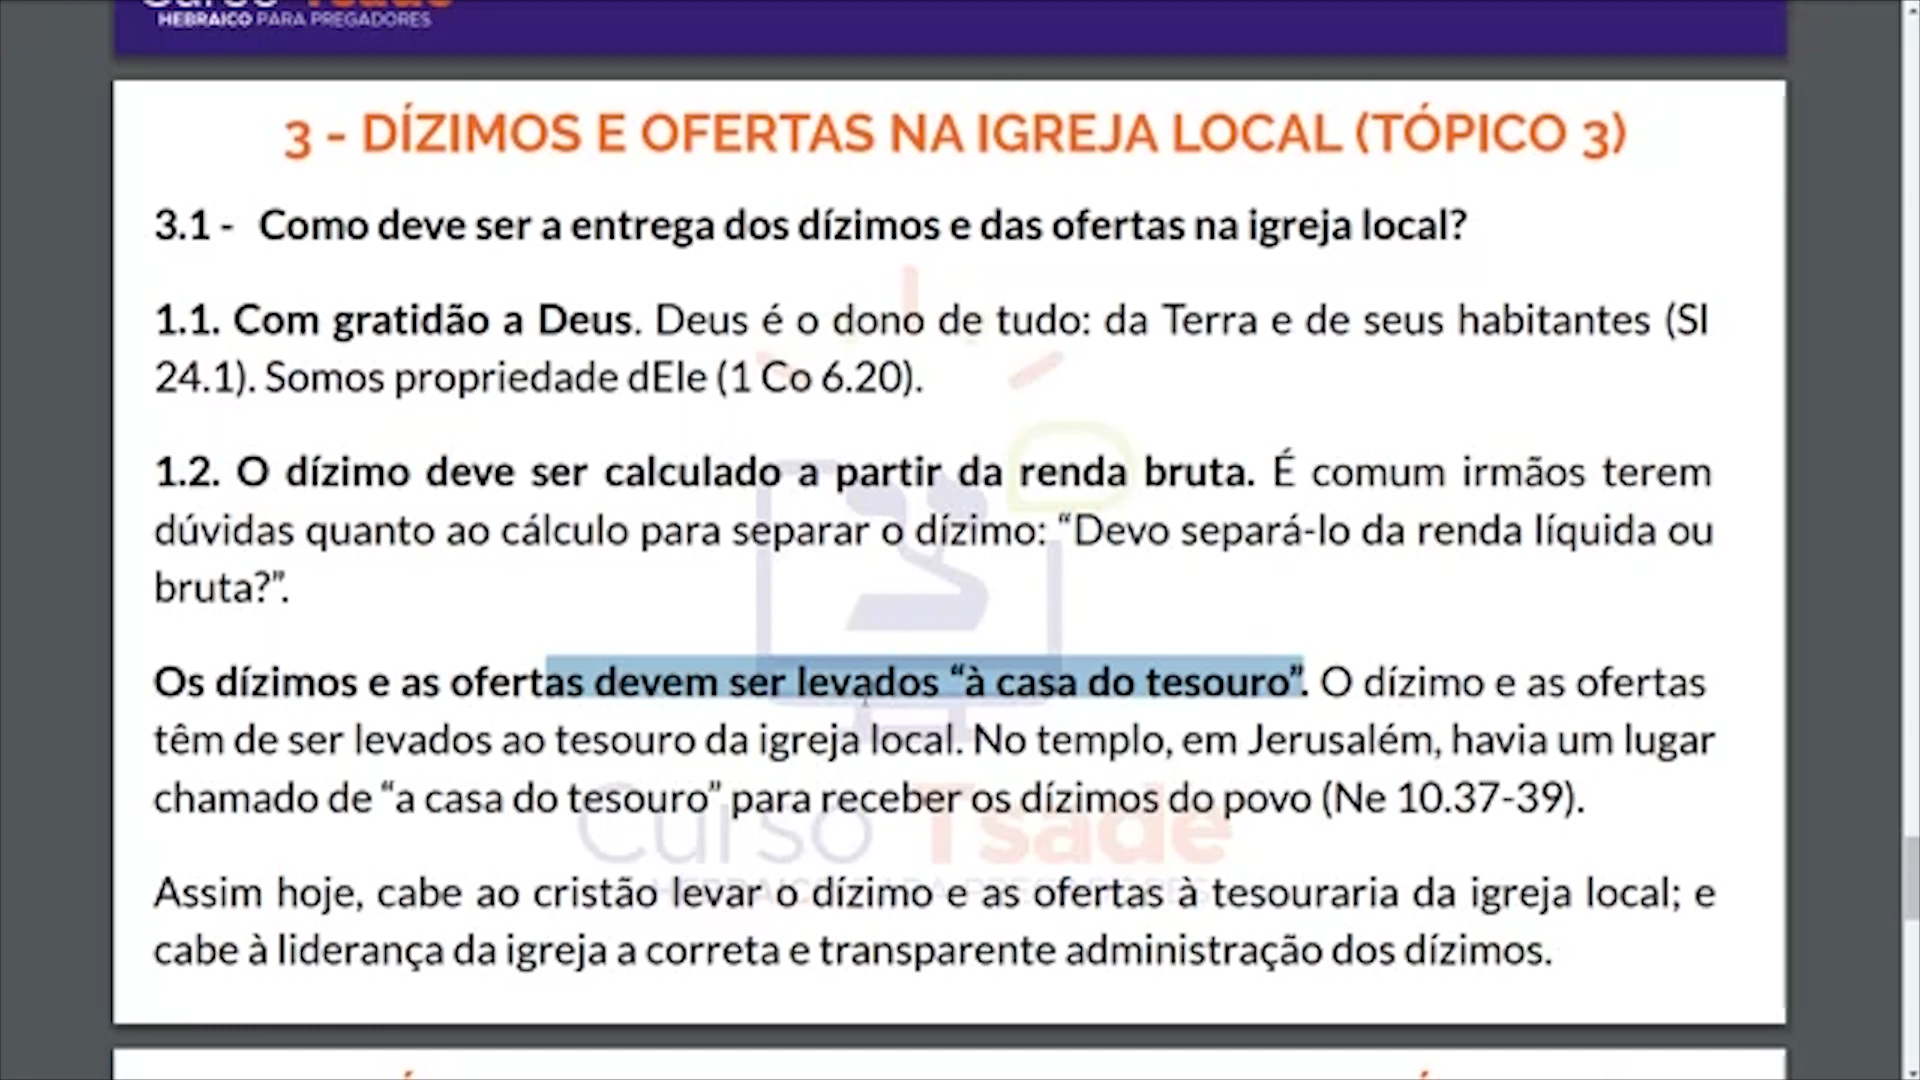 Curso Tsade
HEBRAICO PARA PREGADORES
3 - DÍZIMOS E OFERTAS NA IGREJA LOCAL (TÓPICO 3)
3.1 - Como deve ser a entrega dos dízimos e das ofertas na igreja local?
1.1. Com gratidão a Deus. Deus é o dono de tudo: da Terra e de seus habitantes (Sl
24.1). Somos propriedade dEle (1 Co 6.20).
1.2. O dízimo deve ser calculado a partir da renda bruta. É comum irmãos terem
dúvidas quanto ao cálculo para separar o dízimo: “Devo separá-lo da renda líquida ou
bruta?”.
Os dízimos e as ofertas devem ser levados “à casa do tesouro”. O dízimo e as ofertas
têm de ser levados ao tesouro da igreja local. No templo, em Jerusalém, havia um lugar
chamado de “a casa do tesouro” para receber os dízimos do povo (Ne 10.37-39).
Curso Tsade
HEBRAICO PARA PREGADORES
Assim hoje, cabe ao cristão levar o dízimo e as ofertas à tesouraria da igreja local; e
cabe à liderança da igreja a correta e transparente administração dos dízimos.